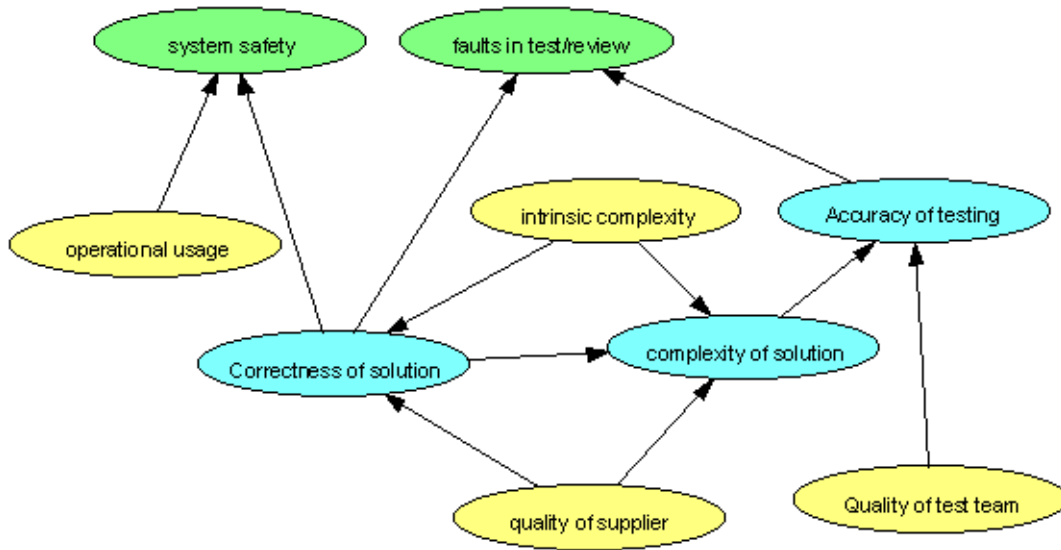 system safety
faults in test/review
intrinsic complexity
Accuracy of testing
operational usage
Correctness of solution
complexity of solution
quality of supplier
Quality of test team